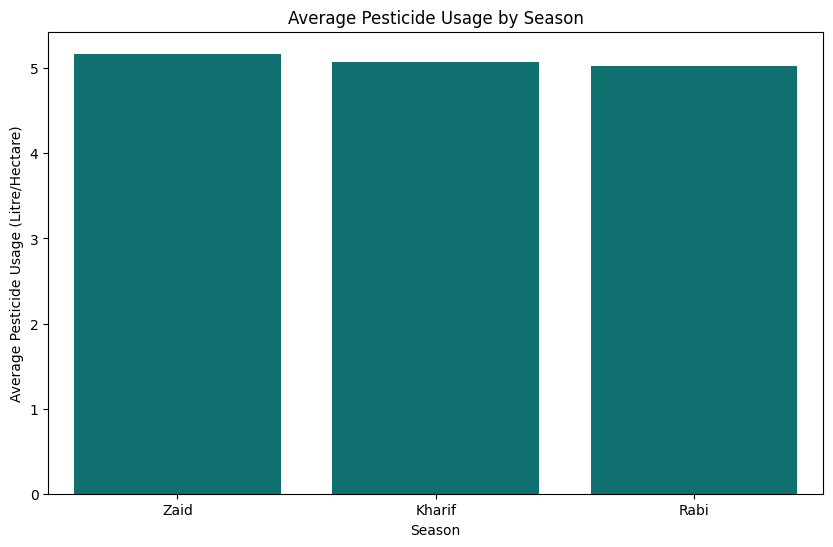 Average Pesticide Usage by Season
Average Pesticide Usage (Litre/Hectare)
5
4
3
2
1
0
Zaid
Kharif
Rabi
Season